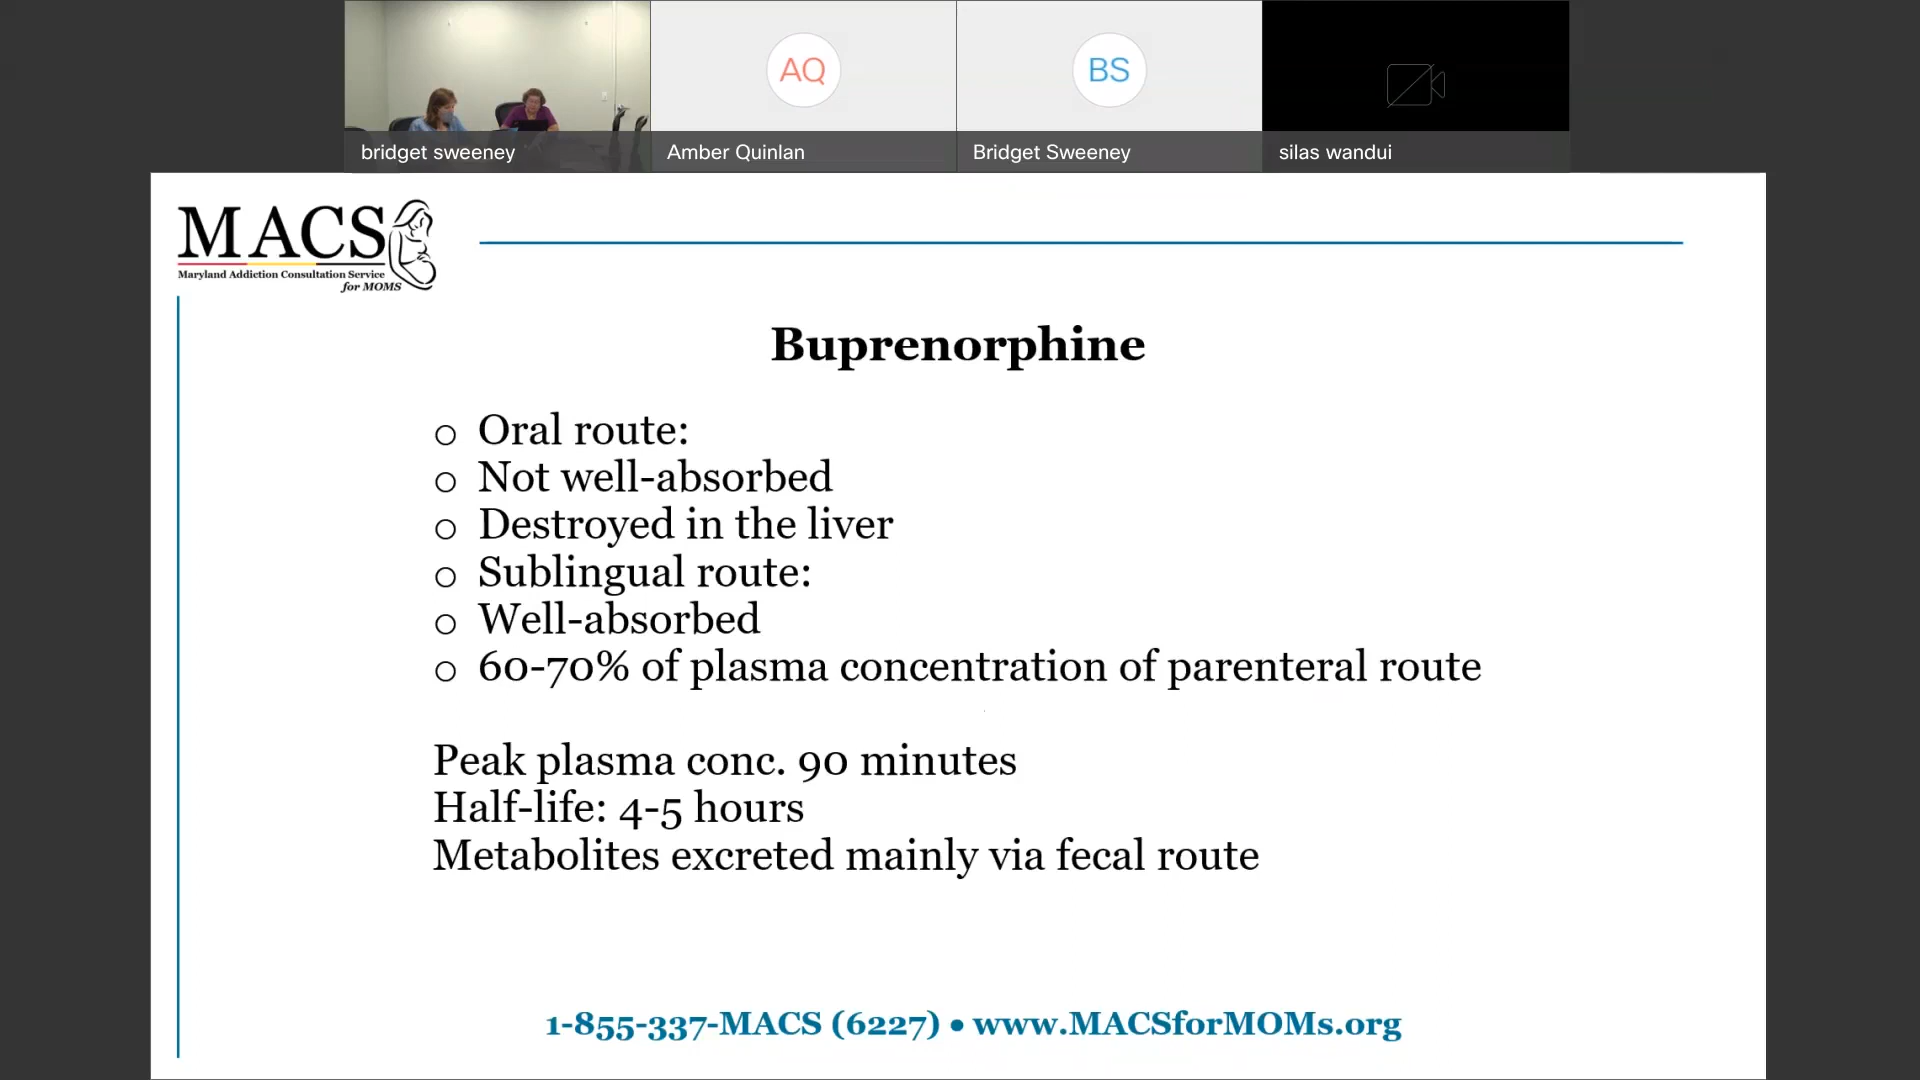 AQ
BS
bridget sweeney
Amber Quinlan
Bridget Sweeney
silas wandui
MACS
Maryland Addiction Consultation Service
for MOMS
Buprenorphine
o Oral route:
o Not well-absorbed
o Destroyed in the liver
o Sublingual route:
o Well-absorbed
o 60-70% of plasma concentration of parenteral route
Peak plasma conc. 90 minutes
Half-life: 4-5 hours
Metabolites excreted mainly via fecal route
1-855-337-MACS (6227) • www.MACSforMOMs.org